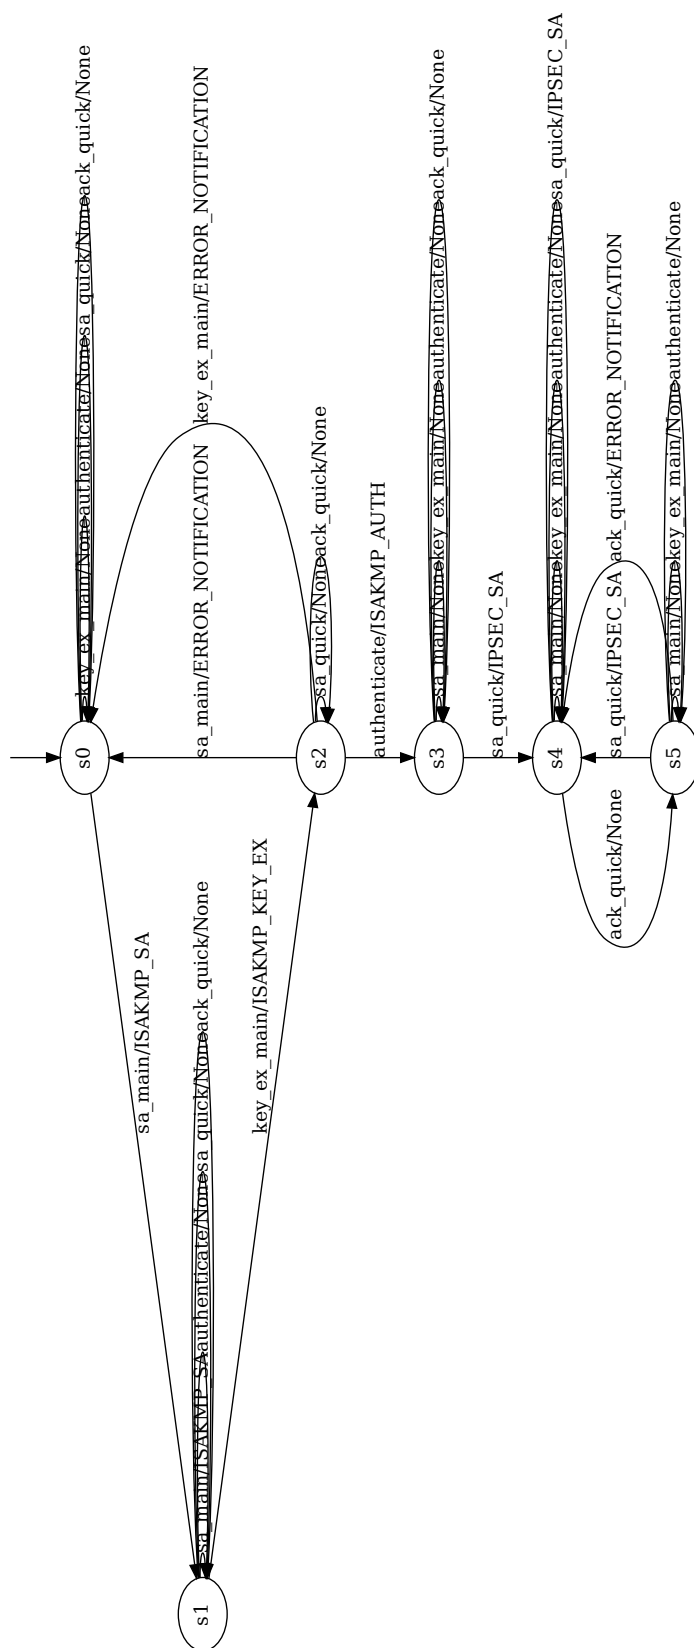 s0
key_ex_main/None
authenticate/None
sa_quick/None
ack_quick/None
sa_main/ISAKMP_SA
s1
sa_main/ISAKMP_SA
authenticate/None
sa_quick/None
ack_quick/None
key_ex_main/ISAKMP_KEY_EX
sa_main/ERROR_NOTIFICATION
key_ex_main/ERROR_NOTIFICATION
s2
sa_quick/None
ack_quick/None
authenticate/ISAKMP_AUTH
s3
sa_main/None
key_ex_main/None
authenticate/None
ack_quick/None
sa_quick/IPSEC_SA
s4
sa_main/None
key_ex_main/None
authenticate/None
sa_quick/IPSEC_SA
ack_quick/None
sa_quick/IPSEC_SA
ack_quick/ERROR_NOTIFICATION
s5
sa_main/None
key_ex_main/None
authenticate/None